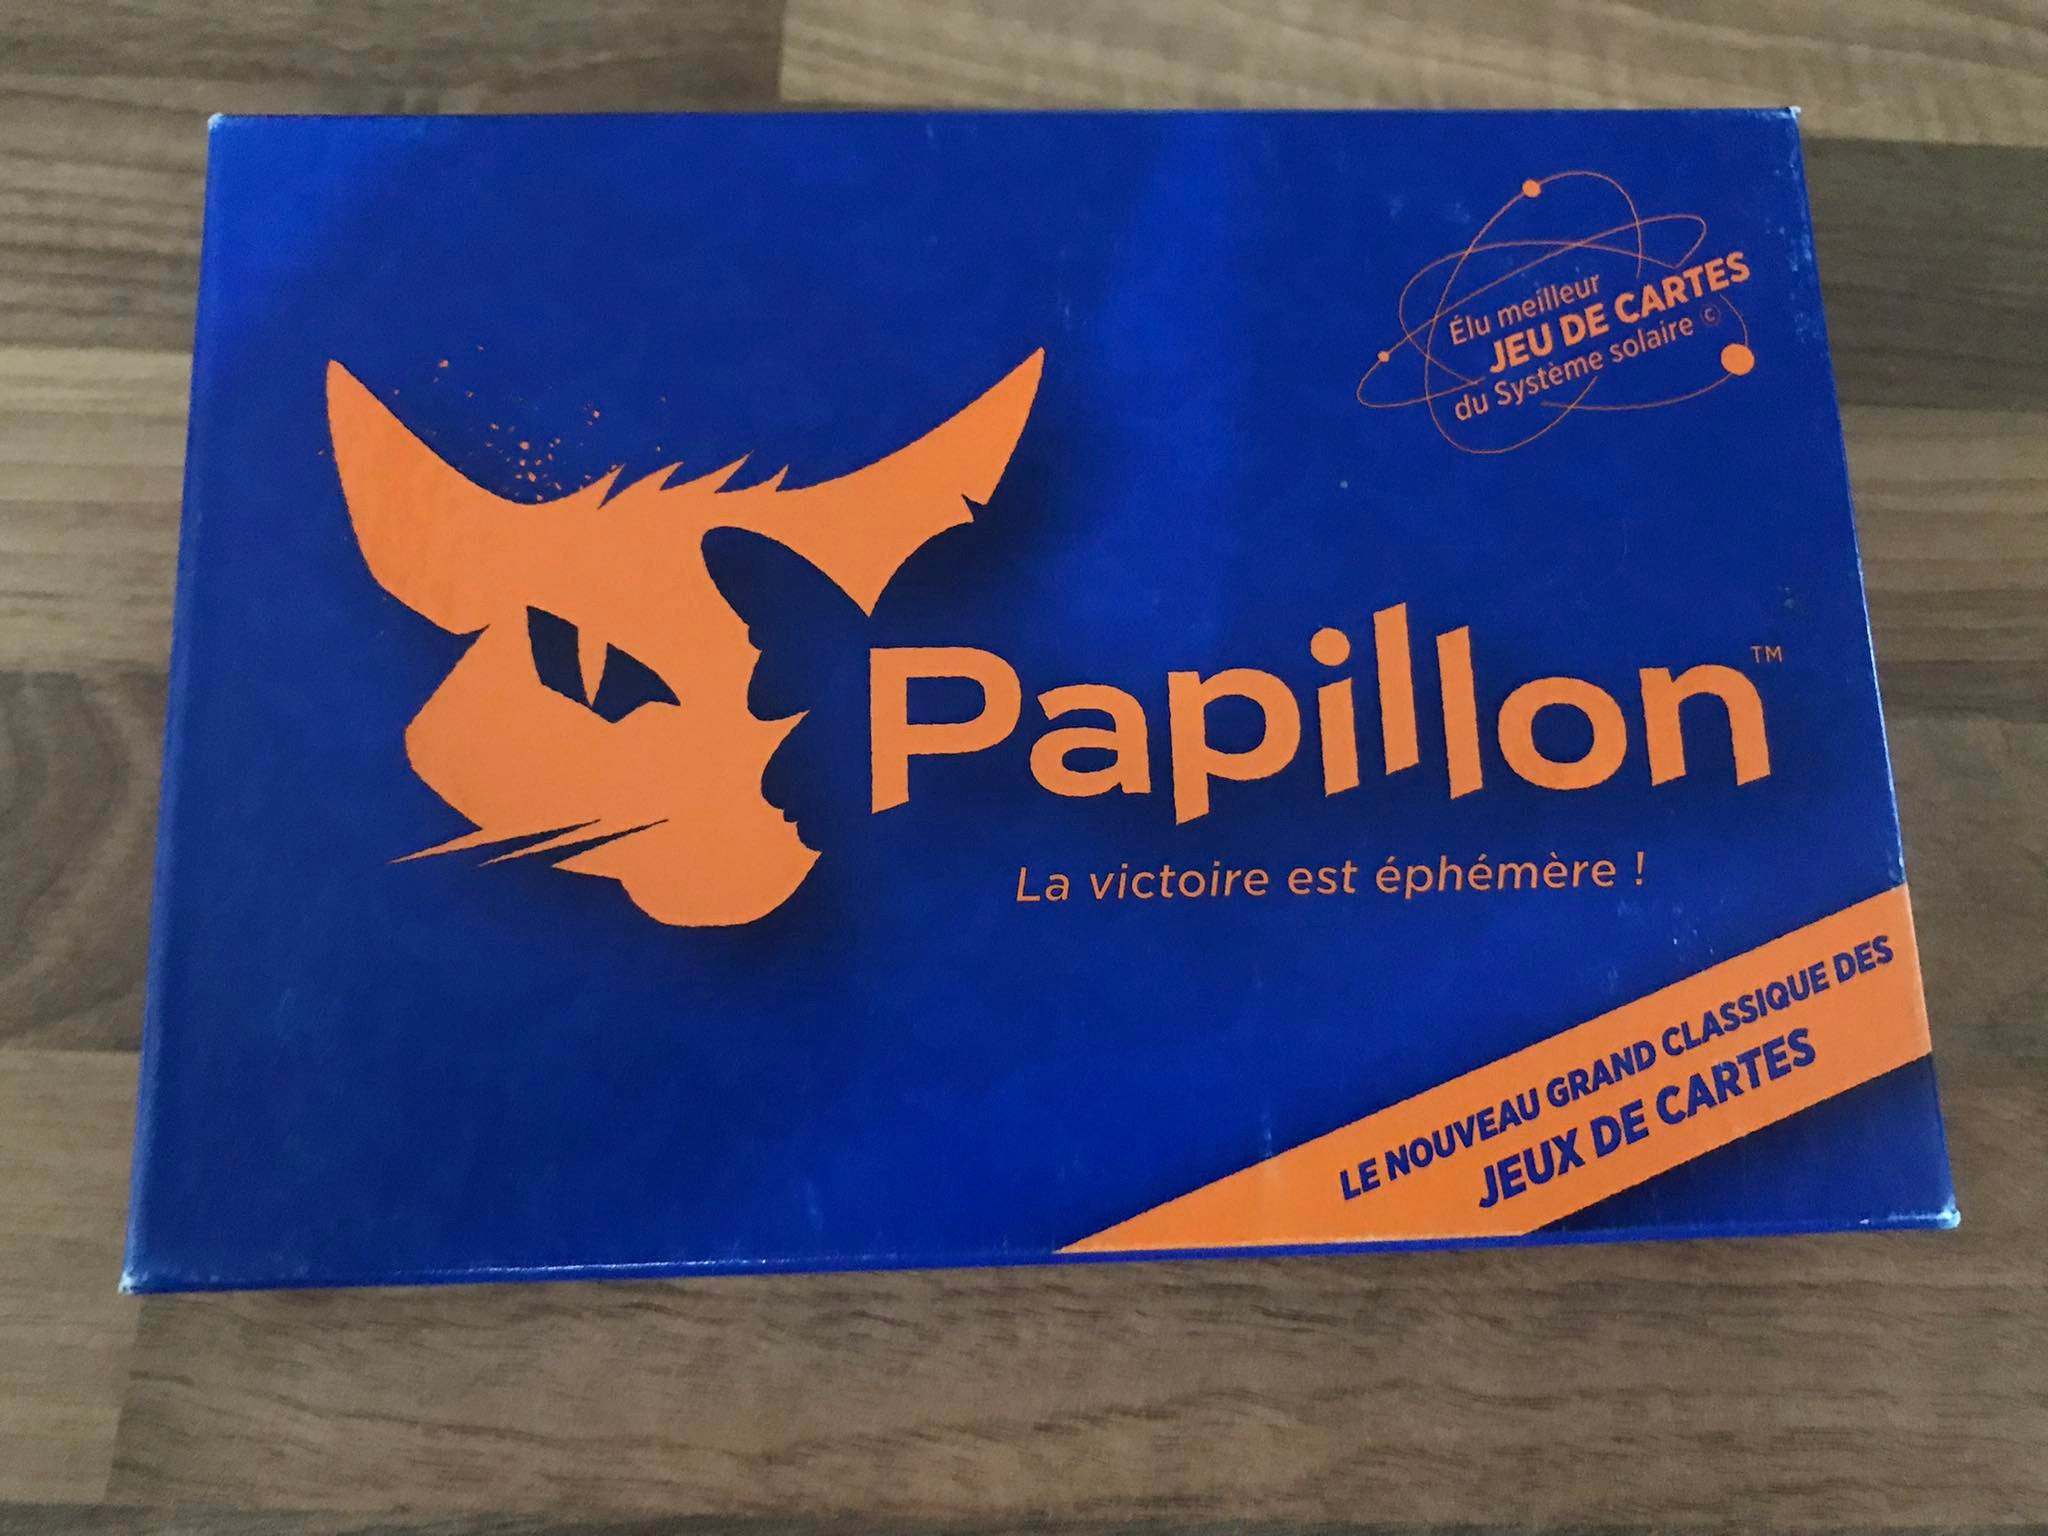 Élu meilleur
JEU DE CARTES
du Système solaire ©
Papillon™
La victoire est éphémère !
LE NOUVEAU GRAND CLASSIQUE DES
JEUX DE CARTES